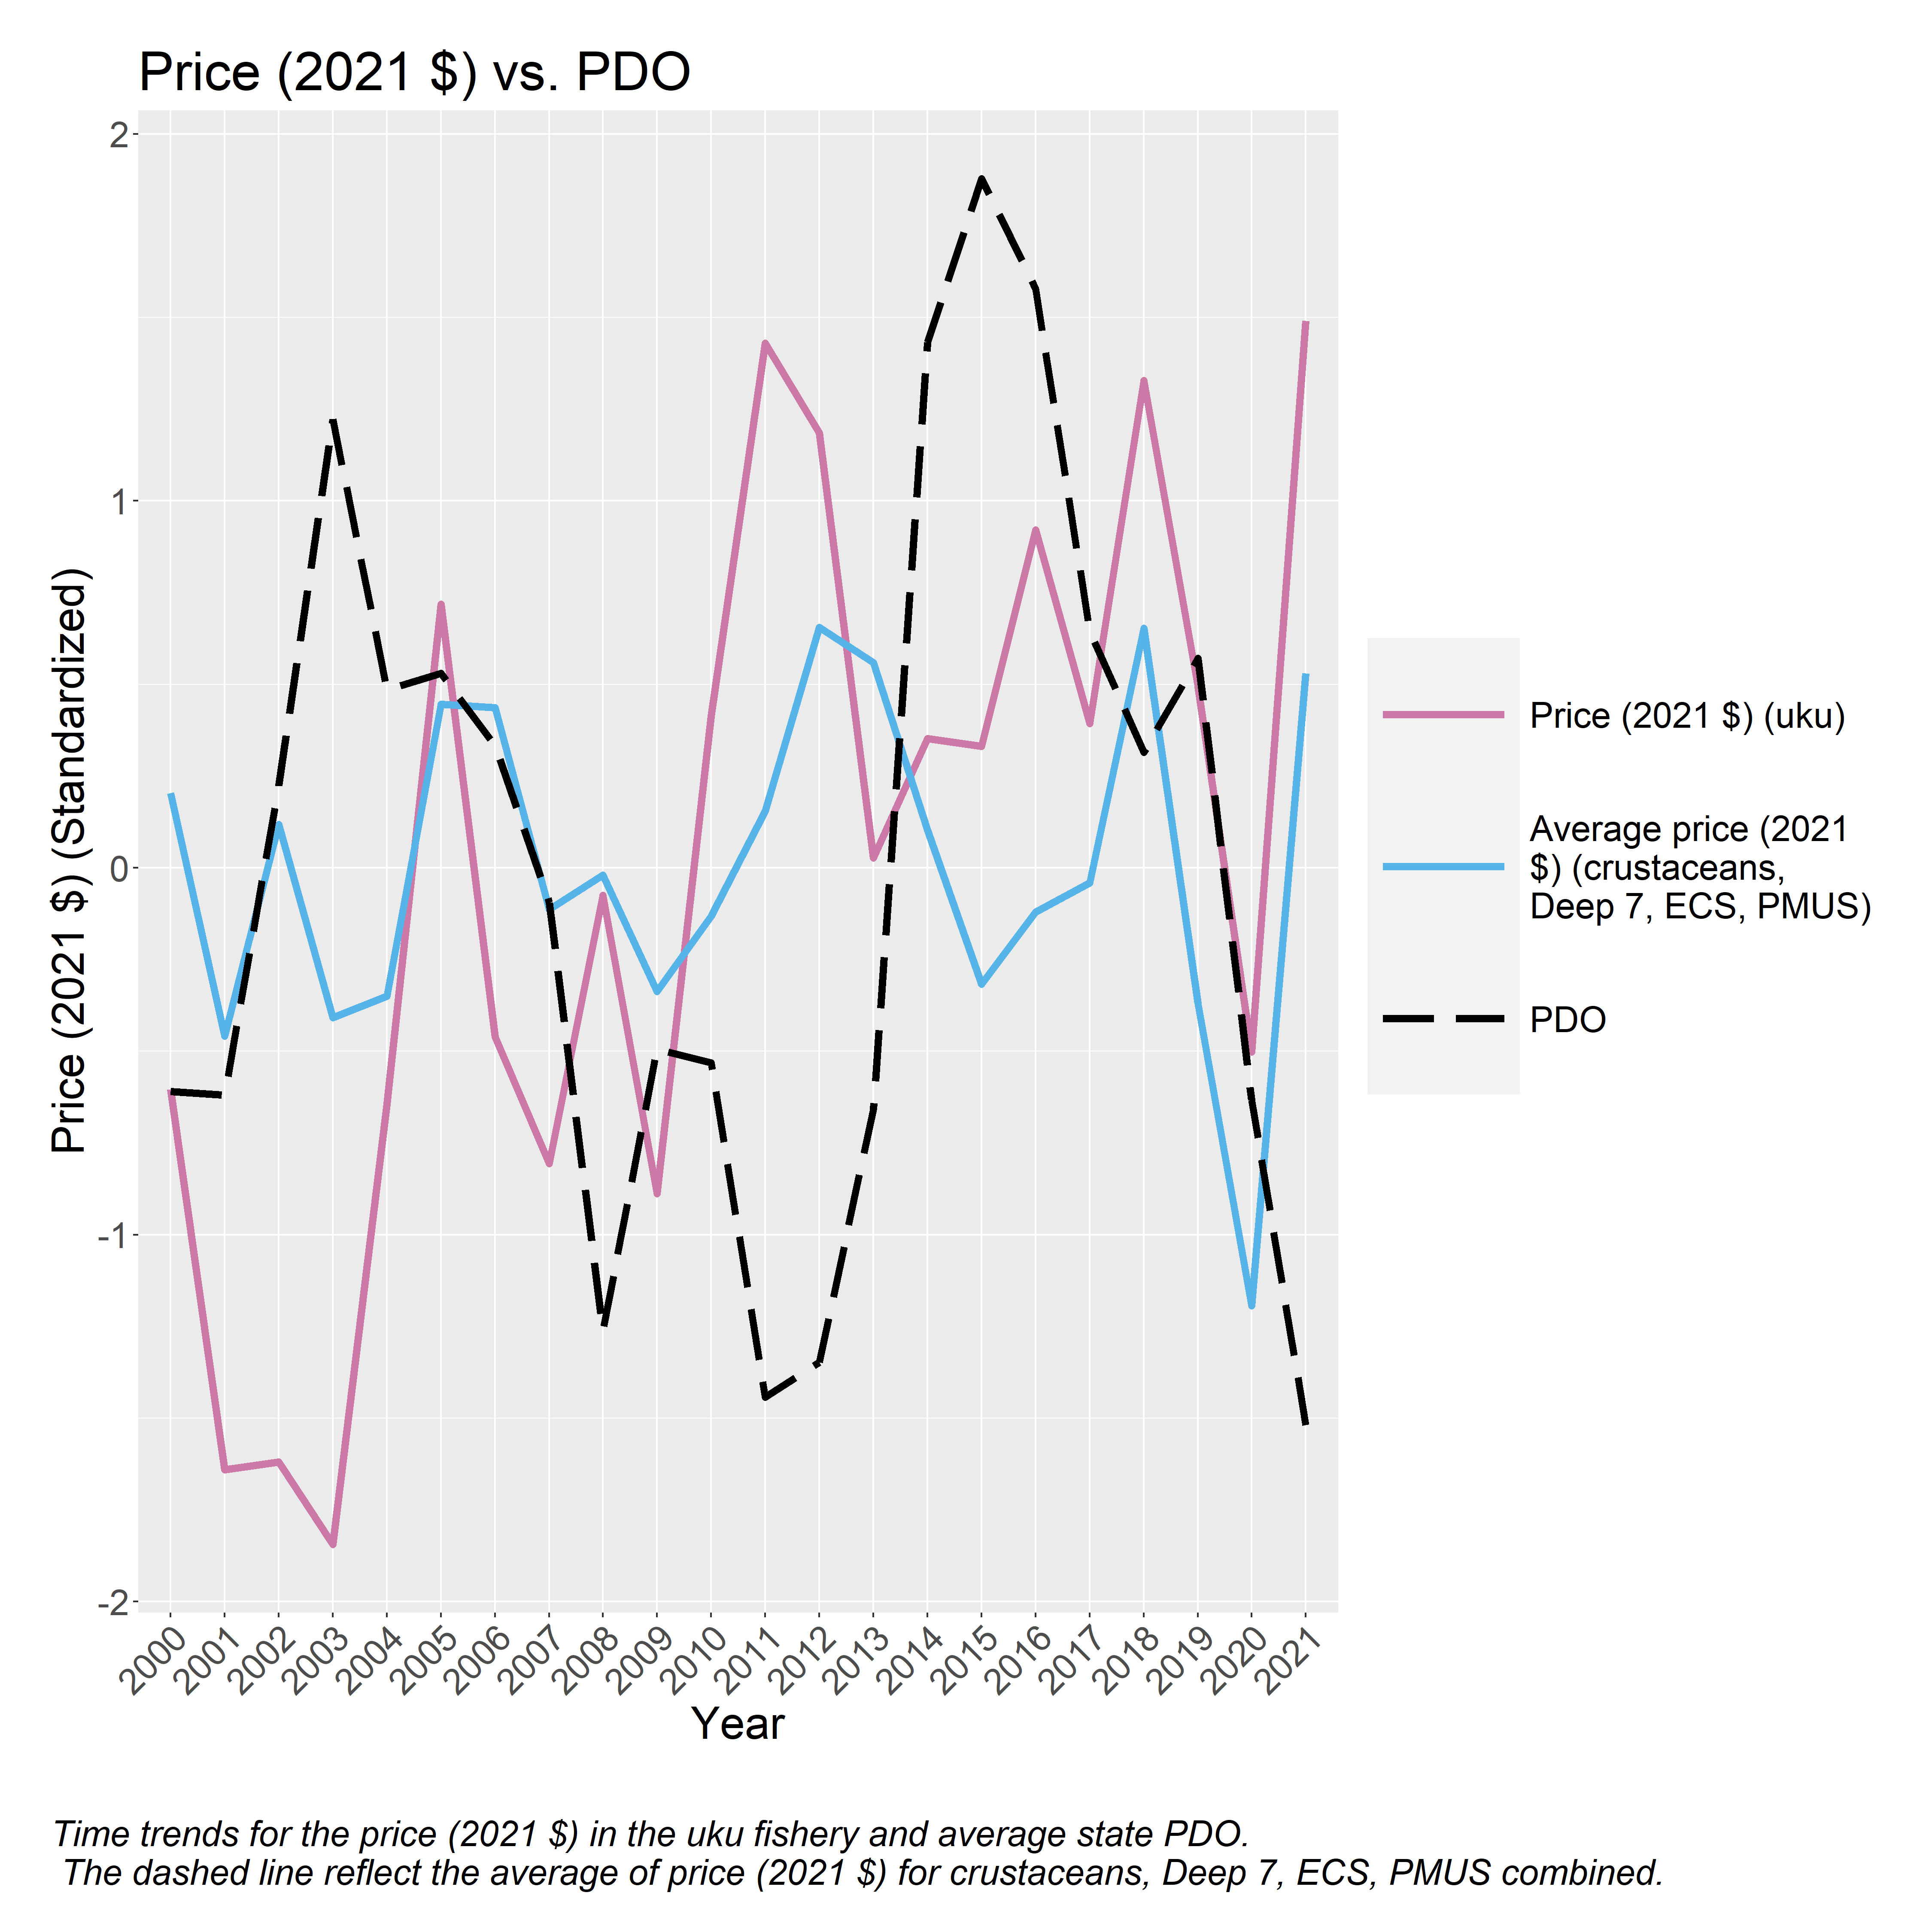 Price (2021 $) vs. PDO
Price (2021 $) (Standardized)
2
1
0
-1
-2
2000
2001
2002
2003
2004
2005
2006
2007
2008
2009
2010
2011
2012
2013
2014
2015
2016
2017
2018
2019
2020
2021
Year
Price (2021 $) (uku)
Average price (2021
$) (crustaceans,
Deep 7, ECS, PMUS)
PDO
Time trends for the price (2021 $) in the uku fishery and average state PDO.
The dashed line reflect the average of price (2021 $) for crustaceans, Deep 7, ECS, PMUS combined.